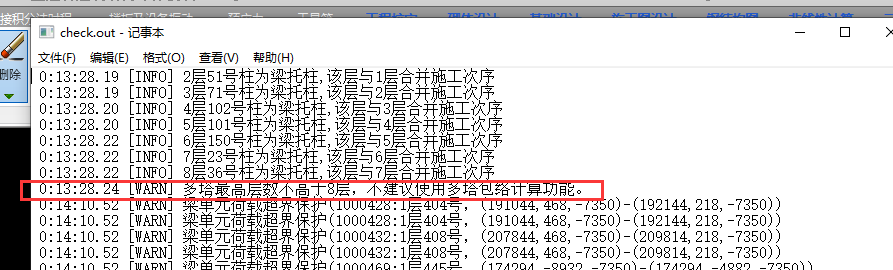 删除
check.out - 记事本
文件(F) 编辑(E) 格式(O) 查看(V) 帮助(H)
0:13:28.19 [INFO] 2层51号柱为梁托柱,该层与1层合并施工次序
0:13:28.19 [INFO] 3层71号柱为梁托柱,该层与2层合并施工次序
0:13:28.20 [INFO] 4层102号柱为梁托柱,该层与3层合并施工次序
0:13:28.20 [INFO] 5层101号柱为梁托柱,该层与4层合并施工次序
0:13:28.22 [INFO] 6层150号柱为梁托柱,该层与5层合并施工次序
0:13:28.22 [INFO] 7层23号柱为梁托柱,该层与6层合并施工次序
0:13:28.22 [INFO] 8层36号柱为梁托柱,该层与7层合并施工次序
0:13:28.24 [WARN] 多塔最高层数不高于8层，不建议使用多塔包络计算功能。
0:14:10.52 [WARN] 梁单元荷载超界保护(1000428:1层404号，(191044,468,-7350)-(192144,218,-7350))
0:14:10.52 [WARN] 梁单元荷载超界保护(1000428:1层404号，(191044,468,-7350)-(192144,218,-7350))
0:14:10.52 [WARN] 梁单元荷载超界保护(1000432:1层408号，(207844,468,-7350)-(209814,218,-7350))
0:14:10.52 [WARN] 梁单元荷载超界保护(1000432:1层408号，(207844,468,-7350)-(209814,218,-7350))
0:14:10.52 [WARN] 梁单元荷载超界保护(1000469:1层445号，(174294,-8932,-7350)-(174294,-4882,-7350))